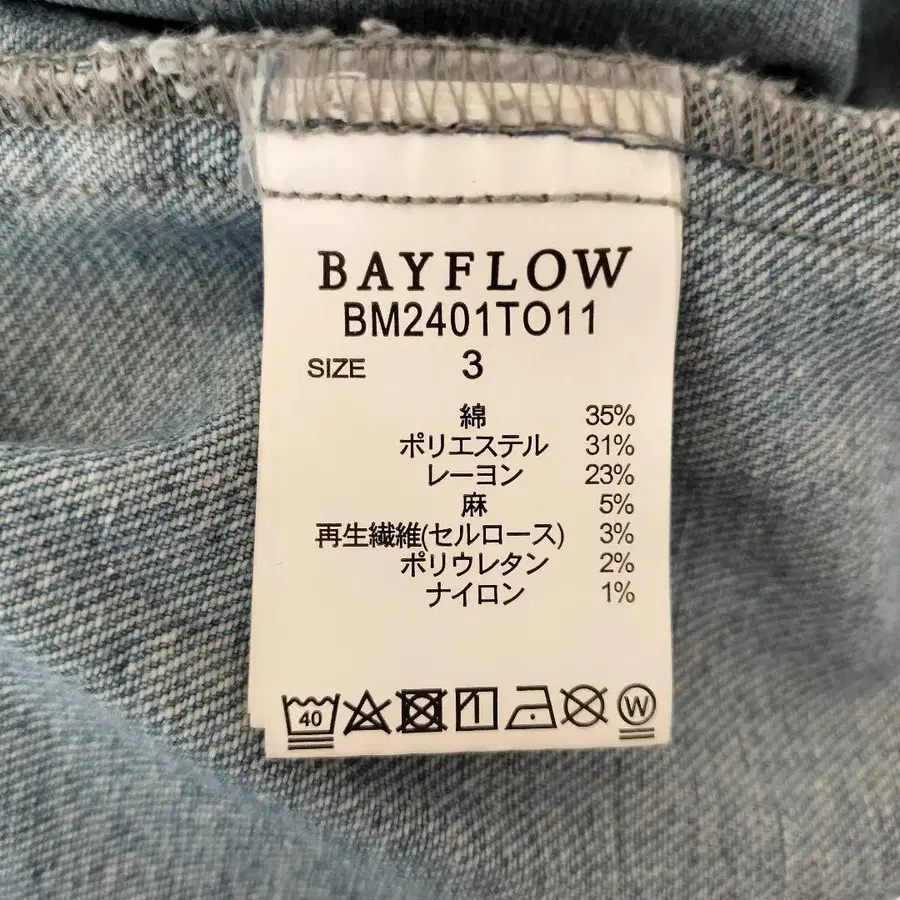 BAYFLOW
BM2401TO11
SIZE 3
綿 35%
ポリエステル 31%
レーヨン 23%
麻 5%
再生繊維(セルロース) 3%
ポリウレタン 2%
ナイロン 1%
40 W